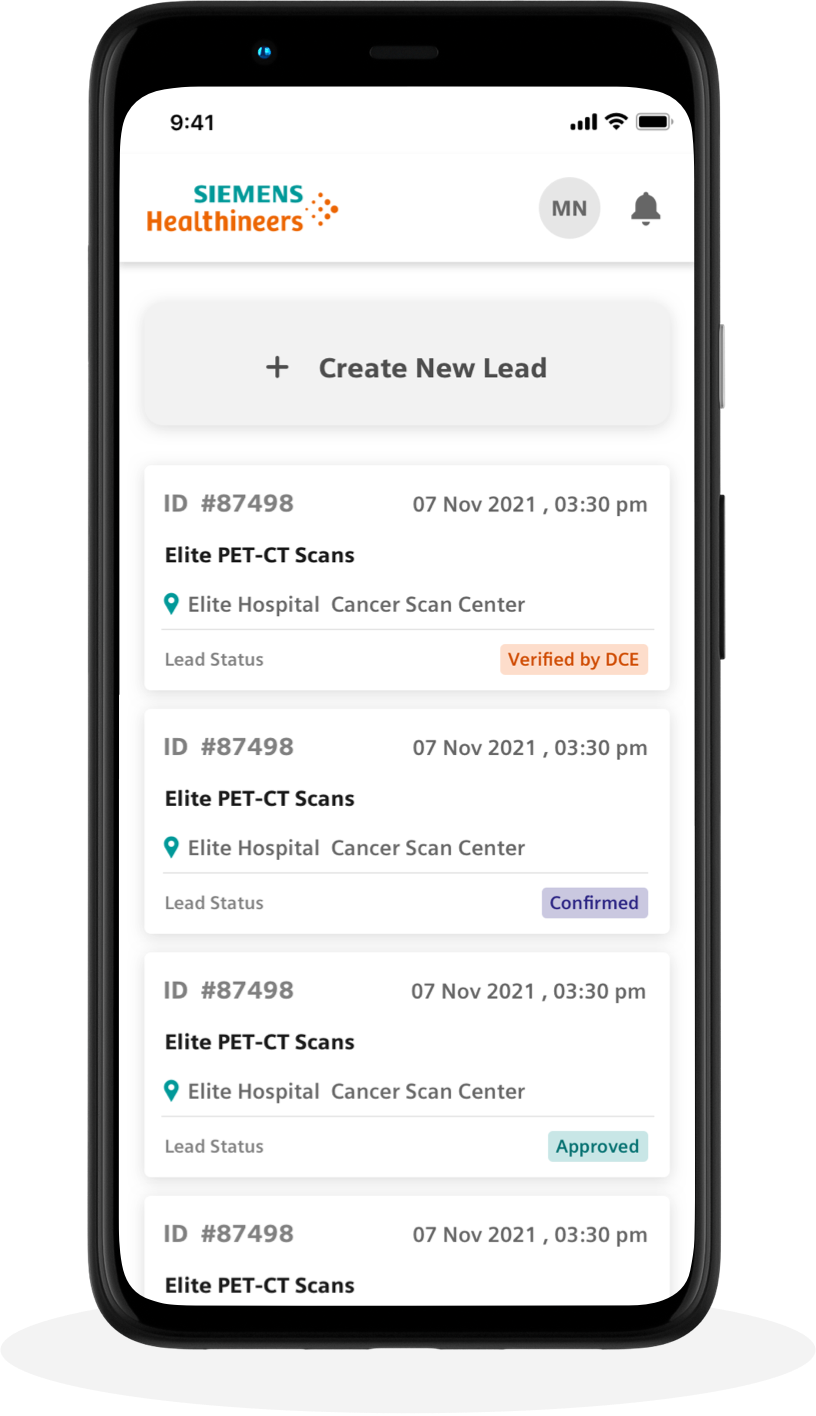 9:41
SIEMENS
Healthineers
MN
+ Create New Lead
ID #87498 07 Nov 2021 , 03:30 pm
Elite PET-CT Scans
Elite Hospital Cancer Scan Center
Lead Status Verified by DCE
ID #87498 07 Nov 2021 , 03:30 pm
Elite PET-CT Scans
Elite Hospital Cancer Scan Center
Lead Status Confirmed
ID #87498 07 Nov 2021 , 03:30 pm
Elite PET-CT Scans
Elite Hospital Cancer Scan Center
Lead Status Approved
ID #87498 07 Nov 2021 , 03:30 pm
Elite PET-CT Scans